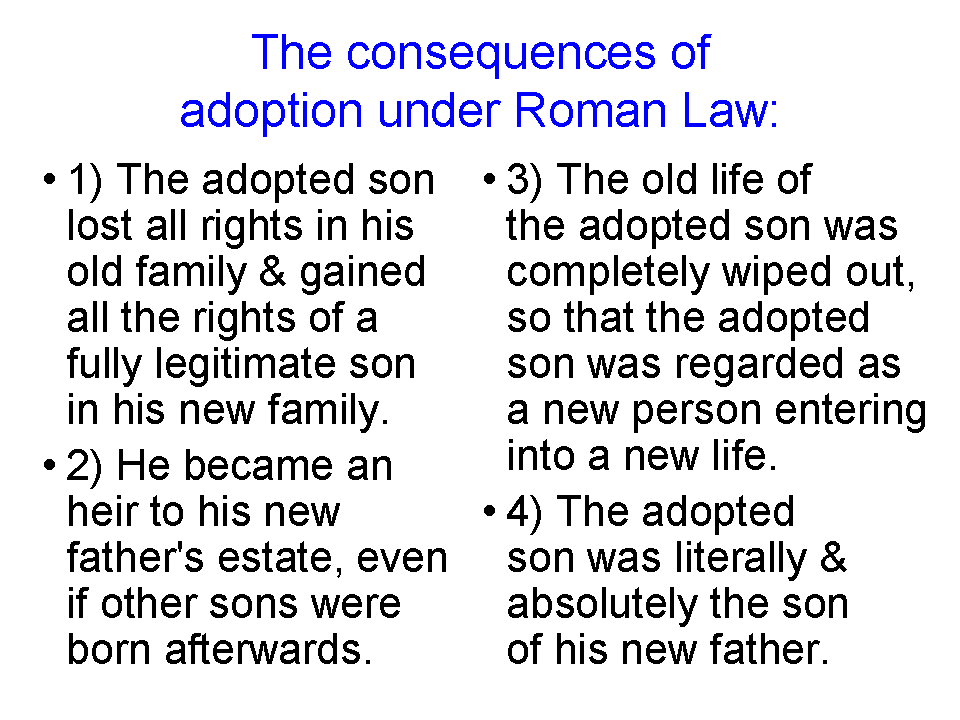 The consequences of
adoption under Roman Law:
• 1) The adopted son
lost all rights in his
old family & gained
all the rights of a
fully legitimate son
in his new family.
• 2) He became an
heir to his new
father's estate, even
if other sons were
born afterwards.
• 3) The old life of
the adopted son was
completely wiped out,
so that the adopted
son was regarded as
a new person entering
into a new life.
• 4) The adopted
son was literally &
absolutely the son
of his new father.